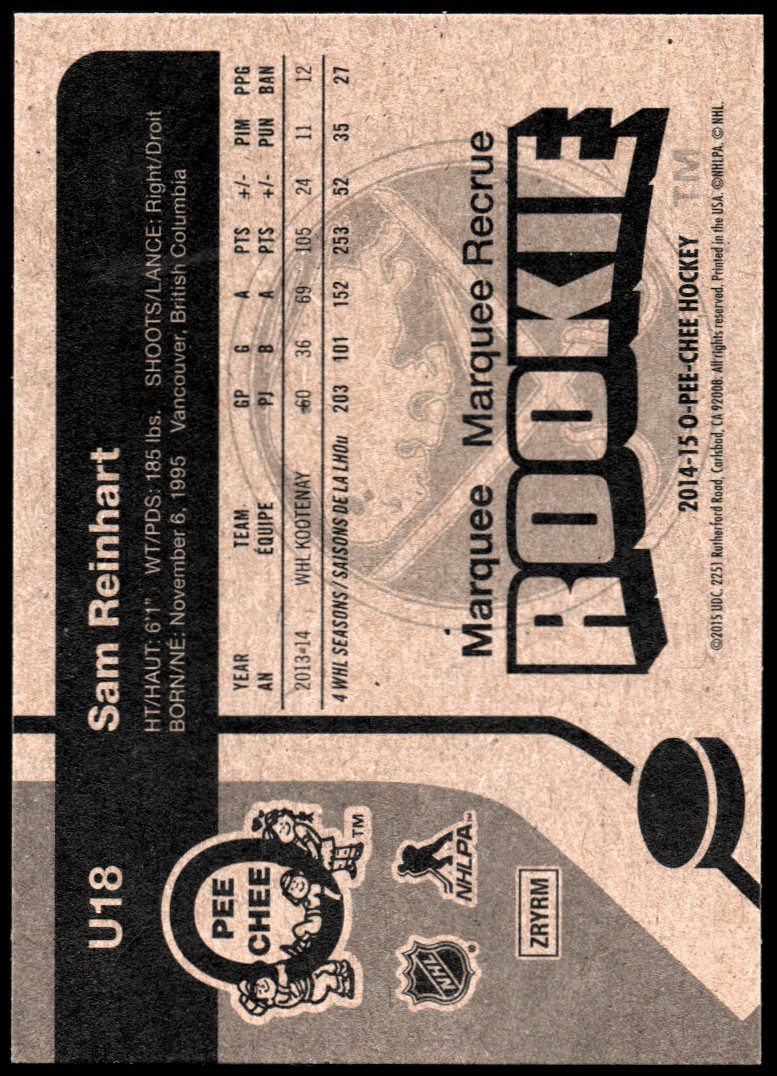 U18
Sam Reinhart
HT/HAUT: 6'1" WT/PDS: 185 lbs. SHOOTS/LANCE: Right/Droit
BORN/NÉ: November 6, 1995 Vancouver, British Columbia
YEAR TEAM GP G A PTS +/- PIM PPG
AN ÉQUIPE PJ B A PTS +/- PUN BAN
2013-14 WHL KOOTENAY 60 36 69 105 24 11 12
4 WHL SEASONS / SAISONS DE LA LHOu 203 101 152 253 52 35 27
Marquee Marquee Recrue
ROOKIE
TM
2014-15 O-PEE-CHEE HOCKEY
©2015 UDC. 2251 Rutherford Road, Carlsbad, CA 92008. All rights reserved. Printed in the USA. ©NHLPA. © NHL.
O
PEE
CHEE
TM
NHL
®
NHLPA
ZRYRM